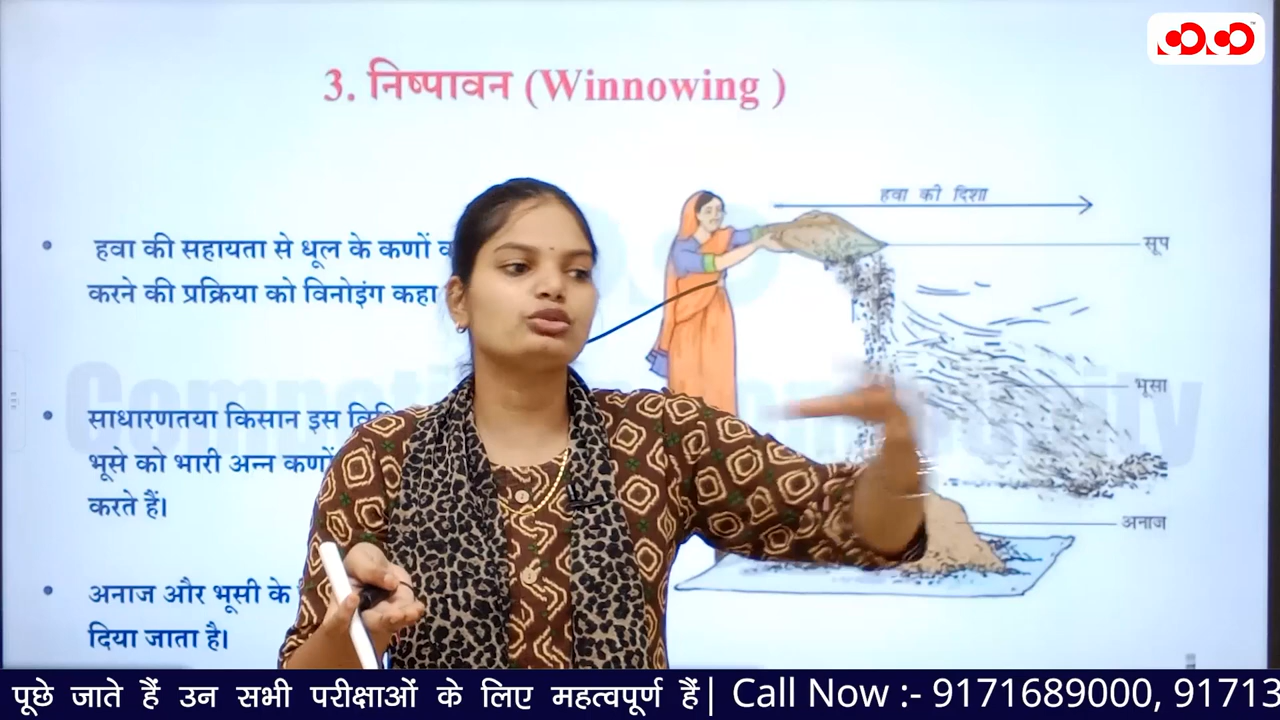 3. निष्पावन (Winnowing )
हवा की दिशा
सूप
हवा की सहायता से धूल के कणों
करने की प्रक्रिया को विनोइंग कहा
भूसा
साधारणतया किसान इस
भूसे को भारी अन्न कणों
करते हैं।
अनाज
अनाज और भूसी के
दिया जाता है।
पूछे जाते हैं उन सभी परीक्षाओं के लिए महत्वपूर्ण हैं| Call Now :- 9171689000, 91713